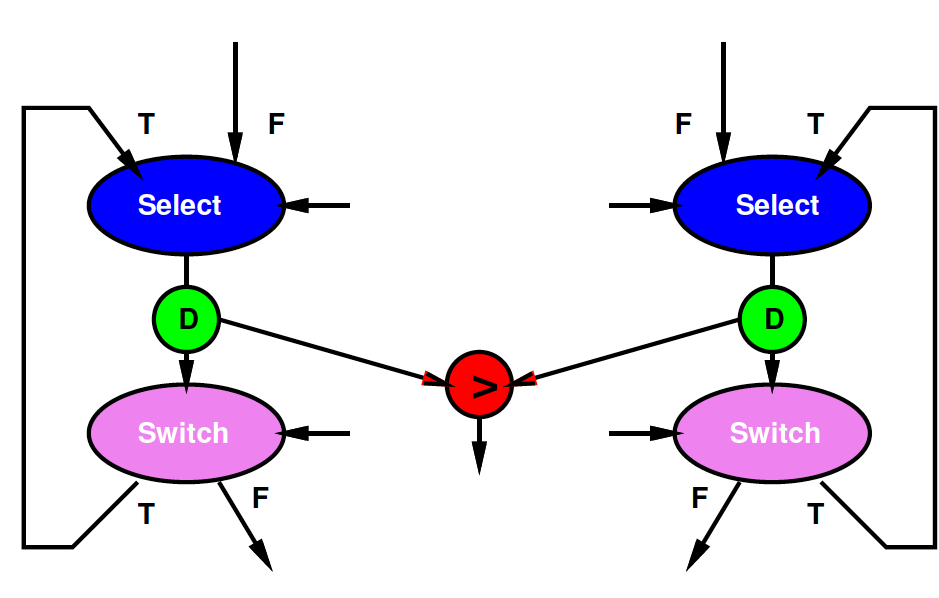 T F F T
Select Select
D D
>
Switch Switch
T F F T